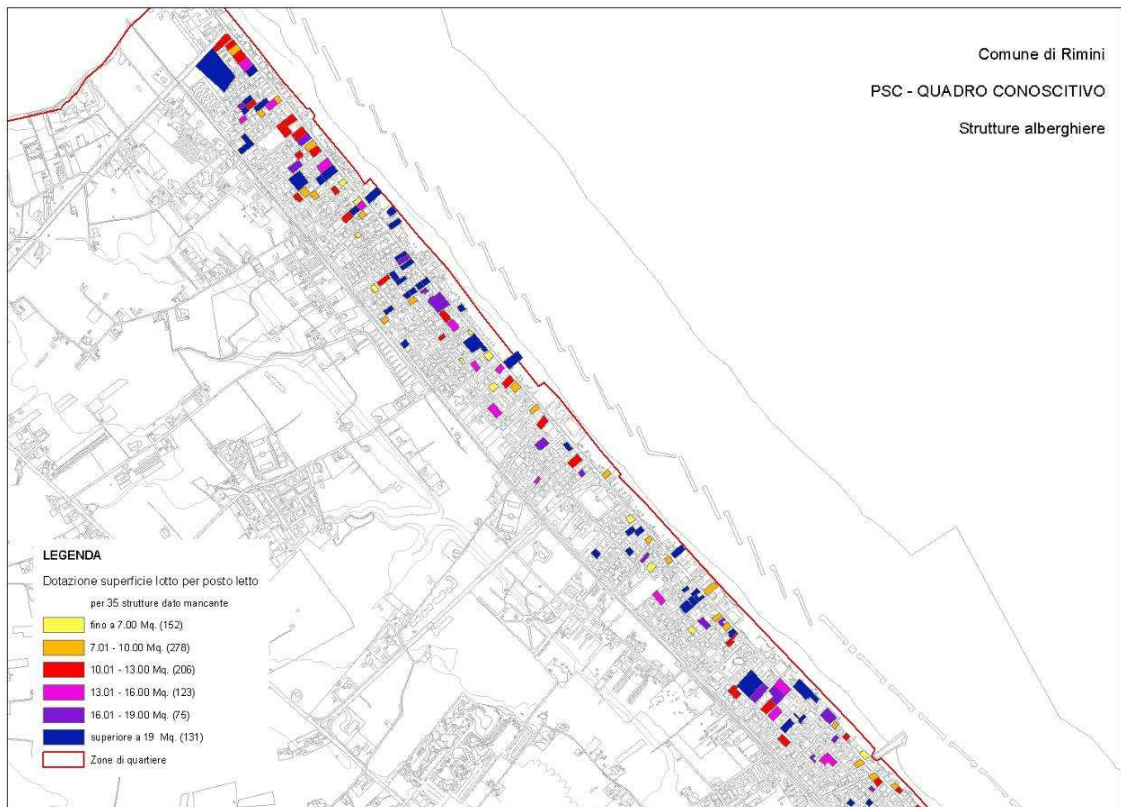 Comune di Rimini
PSC - QUADRO CONOSCITIVO
Strutture alberghiere
LEGENDA
Dotazione superficie lotto per posto letto
per 35 strutture dato mancante
fino a 7.00 Mq. (152)
7.01 - 10.00 Mq. (278)
10.01 - 13.00 Mq. (206)
13.01 - 16.00 Mq. (123)
16.01 - 19.00 Mq. (75)
superiore a 19 Mq. (131)
Zone di quartiere